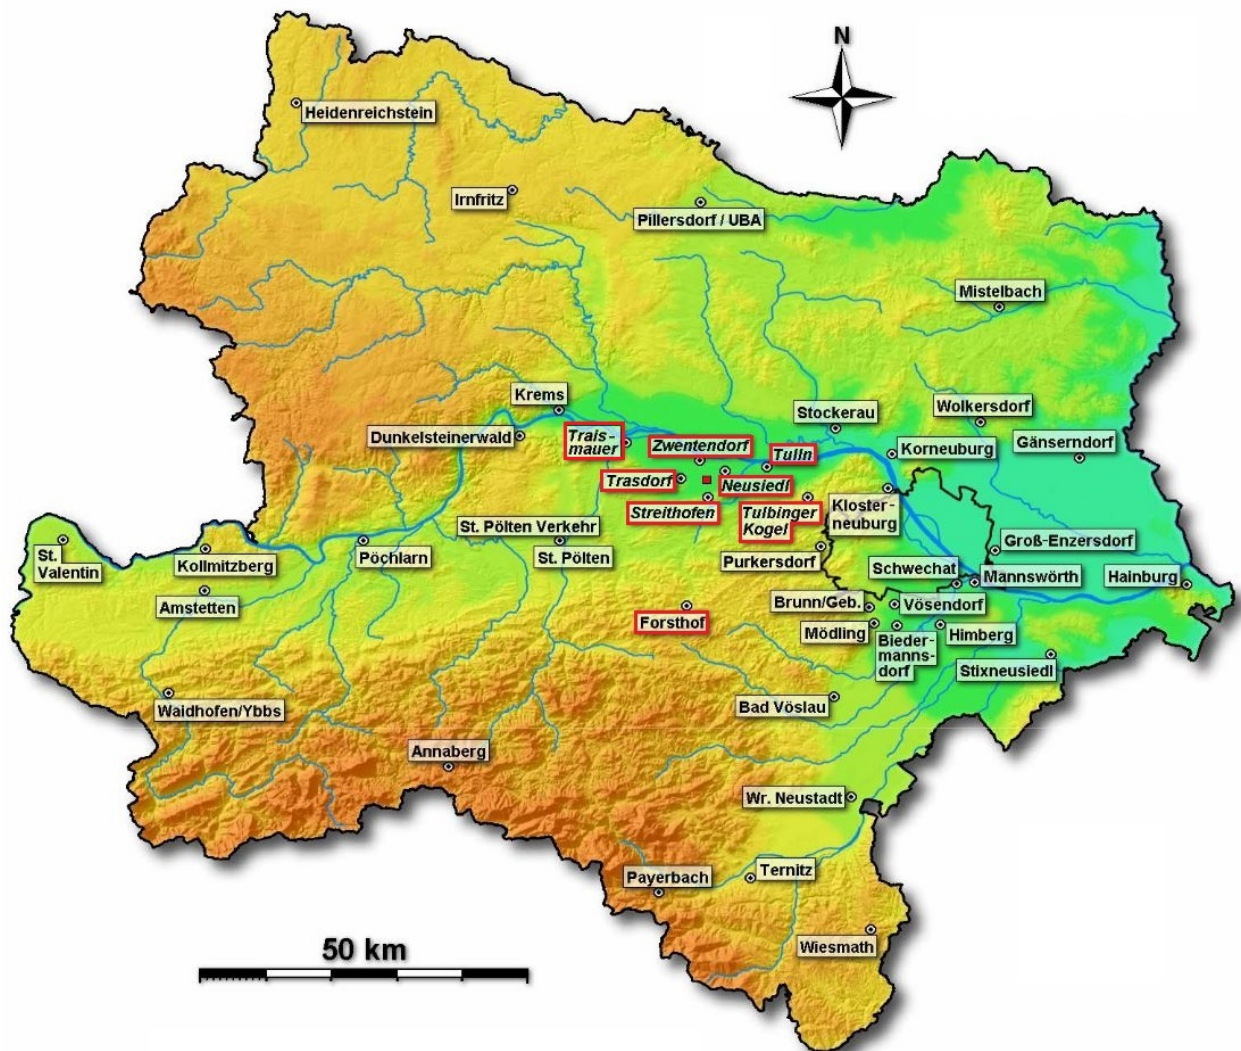 N
Heidenreichstein
Irnfritz
Pillersdorf / UBA
Mistelbach
Krems
Stockerau
Wolkersdorf
Dunkelsteinerwald
Trais-
mauer
Zwentendorf
Tulln
Korneuburg
Gänserndorf
Trasdorf
Neusiedl
Streithofen
Tulbinger
Kogel
Kloster-
neuburg
St.
Valentin
Kollmitzberg
Pöchlarn
St. Pölten Verkehr
St. Pölten
Purkersdorf
Groß-Enzersdorf
Schwechat
Mannswörth
Hainburg
Amstetten
Forsthof
Brunn/Geb.
Vösendorf
Mödling
Bieder-
manns-
dorf
Himberg
Stixneusiedl
Waidhofen/Ybbs
Bad Vöslau
Annaberg
Wr. Neustadt
Payerbach
Ternitz
Wiesmath
50 km